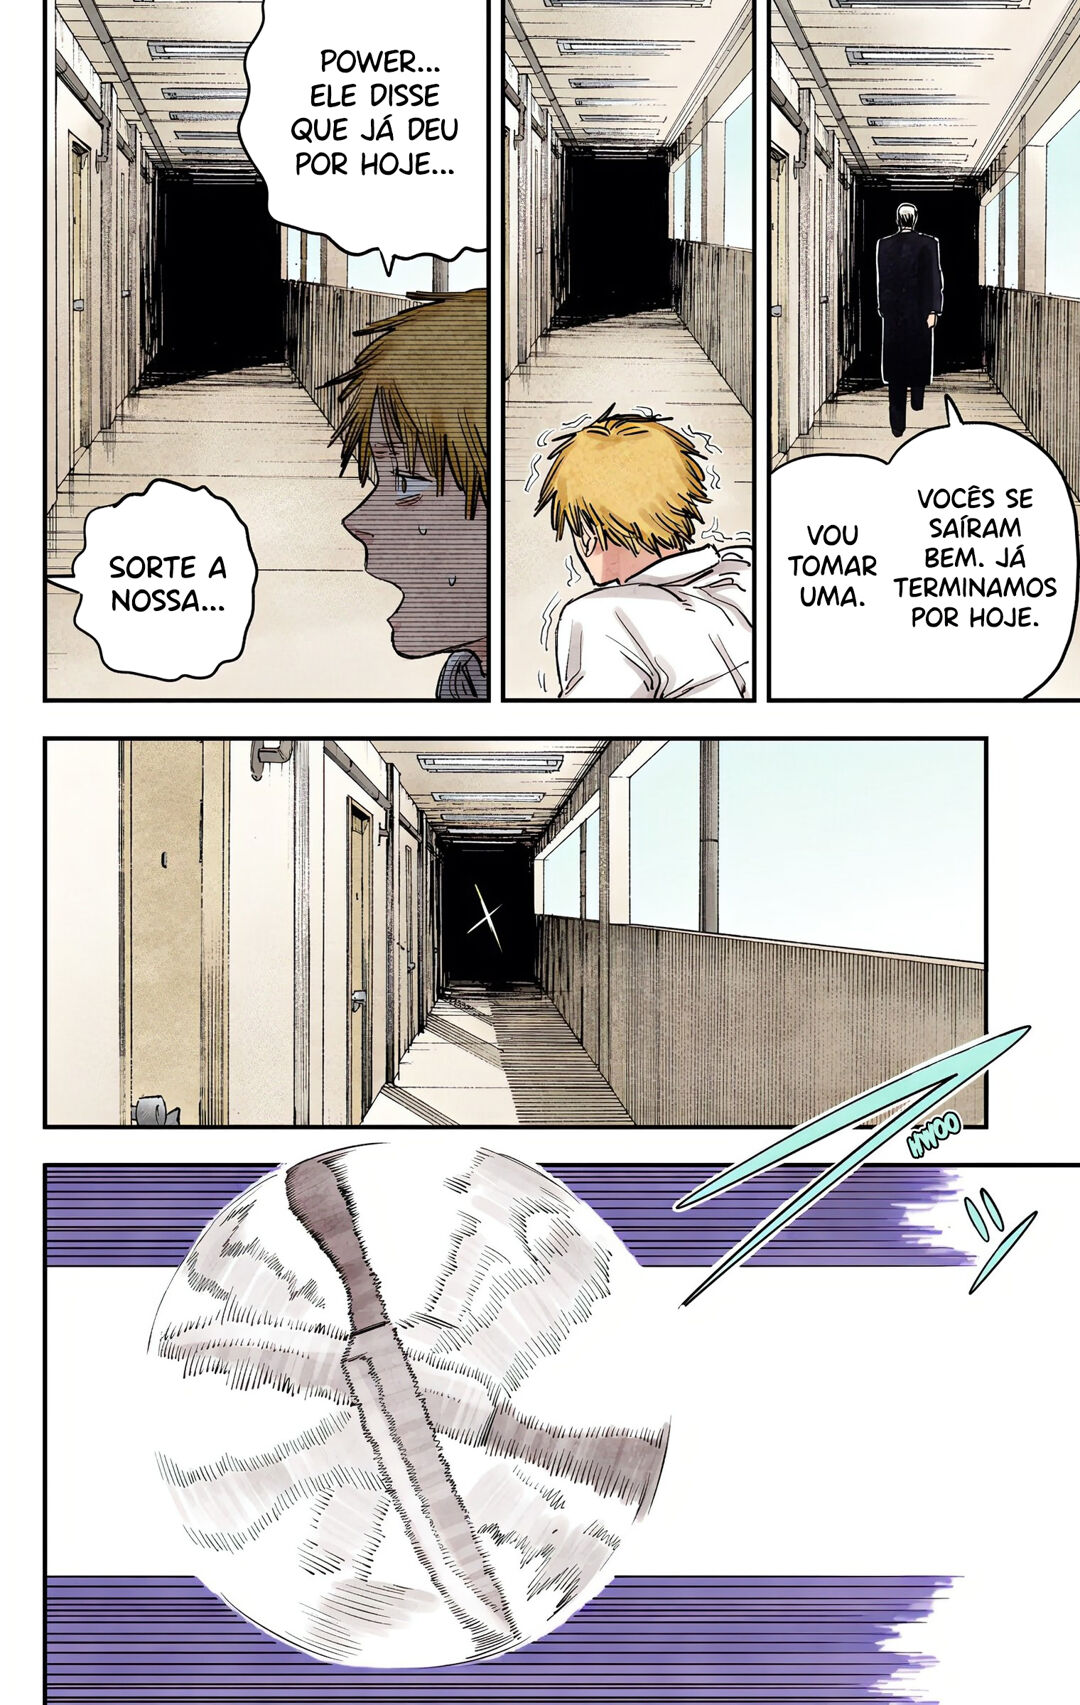 VOCÊS SE
SAÍRAM
BEM. JÁ
TERMINAMOS
POR HOJE.
VOU
TOMAR
UMA.
POWER...
ELE DISSE
QUE JÁ DEU
POR HOJE...
SORTE A
NOSSA...
HWOO